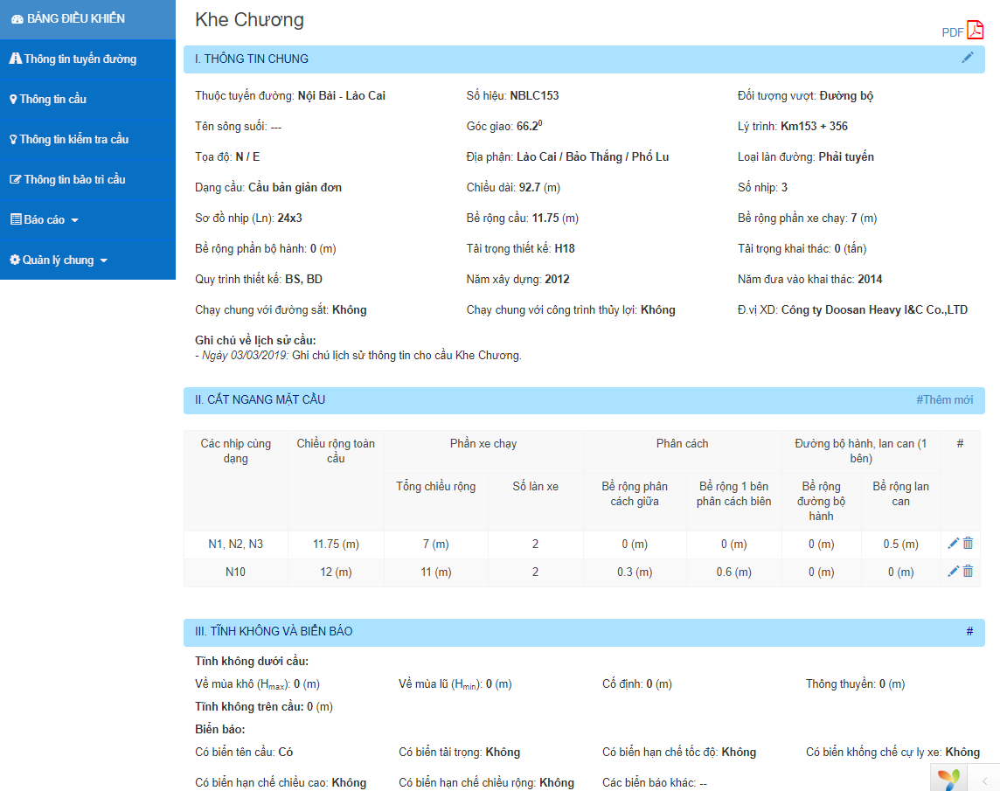 BẢNG ĐIỀU KHIỂN
Thông tin tuyến đường
Thông tin cầu
Thông tin kiểm tra cầu
Thông tin bảo trì cầu
Báo cáo
Quản lý chung
Khe Chương
PDF
I. THÔNG TIN CHUNG
Thuộc tuyến đường: Nội Bài - Lào Cai Số hiệu: NBLC153 Đối tượng vượt: Đường bộ
Tên sông suối: --- Góc giao: 66.2⁰ Lý trình: Km153 + 356
Tọa độ: N / E Địa phận: Lào Cai / Bảo Thắng / Phố Lu Loại làn đường: Phải tuyến
Dạng cầu: Cầu bản giản đơn Chiều dài: 92.7 (m) Số nhịp: 3
Sơ đồ nhịp (Ln): 24x3 Bề rộng cầu: 11.75 (m) Bề rộng phần xe chạy: 7 (m)
Bề rộng phần bộ hành: 0 (m) Tải trọng thiết kế: H18 Tải trọng khai thác: 0 (tấn)
Quy trình thiết kế: BS, BD Năm xây dựng: 2012 Năm đưa vào khai thác: 2014
Chạy chung với đường sắt: Không Chạy chung với công trình thủy lợi: Không Đ.vị XD: Công ty Doosan Heavy I&C Co.,LTD
Ghi chú về lịch sử cầu:
- Ngày 03/03/2019: Ghi chú lịch sử thông tin cho cầu Khe Chương.
II. CẮT NGANG MẶT CẦU #Thêm mới
Các nhịp cùng dạng Chiều rộng toàn cầu Phần xe chạy Phân cách Đường bộ hành, lan can (1 bên) #
Tổng chiều rộng Số làn xe Bề rộng phân cách giữa Bề rộng 1 bên phân cách biên Bề rộng đường bộ hành Bề rộng lan can
N1, N2, N3 11.75 (m) 7 (m) 2 0 (m) 0 (m) 0 (m) 0.5 (m)
N10 12 (m) 11 (m) 2 0.3 (m) 0.6 (m) 0 (m) 0 (m)
III. TĨNH KHÔNG VÀ BIỂN BÁO #
Tĩnh không dưới cầu:
Về mùa khô (Hmax): 0 (m) Về mùa lũ (Hmin): 0 (m) Cố định: 0 (m) Thông thuyền: 0 (m)
Tĩnh không trên cầu: 0 (m)
Biển báo:
Có biển tên cầu: Có Có biển tải trọng: Không Có biển hạn chế tốc độ: Không Có biển khống chế cự ly xe: Không
Có biển hạn chế chiều cao: Không Có biển hạn chế chiều rộng: Không Các biển báo khác: --